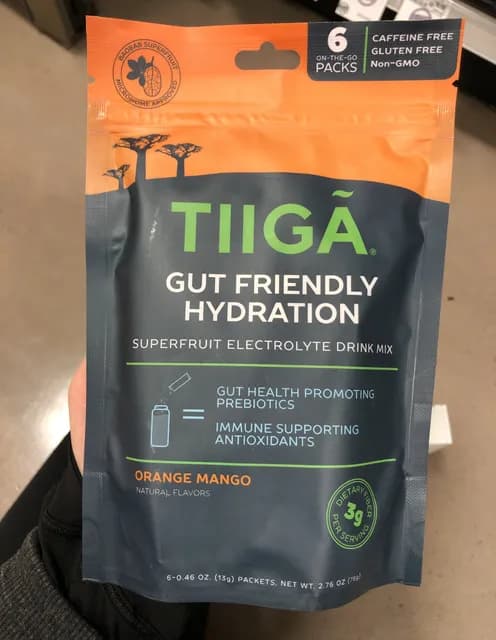 BAOBAB SUPERFRUIT
MICROBIOME APPROVED
6
ON-THE-GO
PACKS
CAFFEINE FREE
GLUTEN FREE
Non-GMO
TIIGÃ®
GUT FRIENDLY
HYDRATION
SUPERFRUIT ELECTROLYTE DRINK MIX
=
GUT HEALTH PROMOTING
PREBIOTICS
IMMUNE SUPPORTING
ANTIOXIDANTS
ORANGE MANGO
NATURAL FLAVORS
DIETARY FIBER
3g
PER SERVING
6-0.46 OZ. (13g) PACKETS, NET WT. 2.76 OZ (78g)